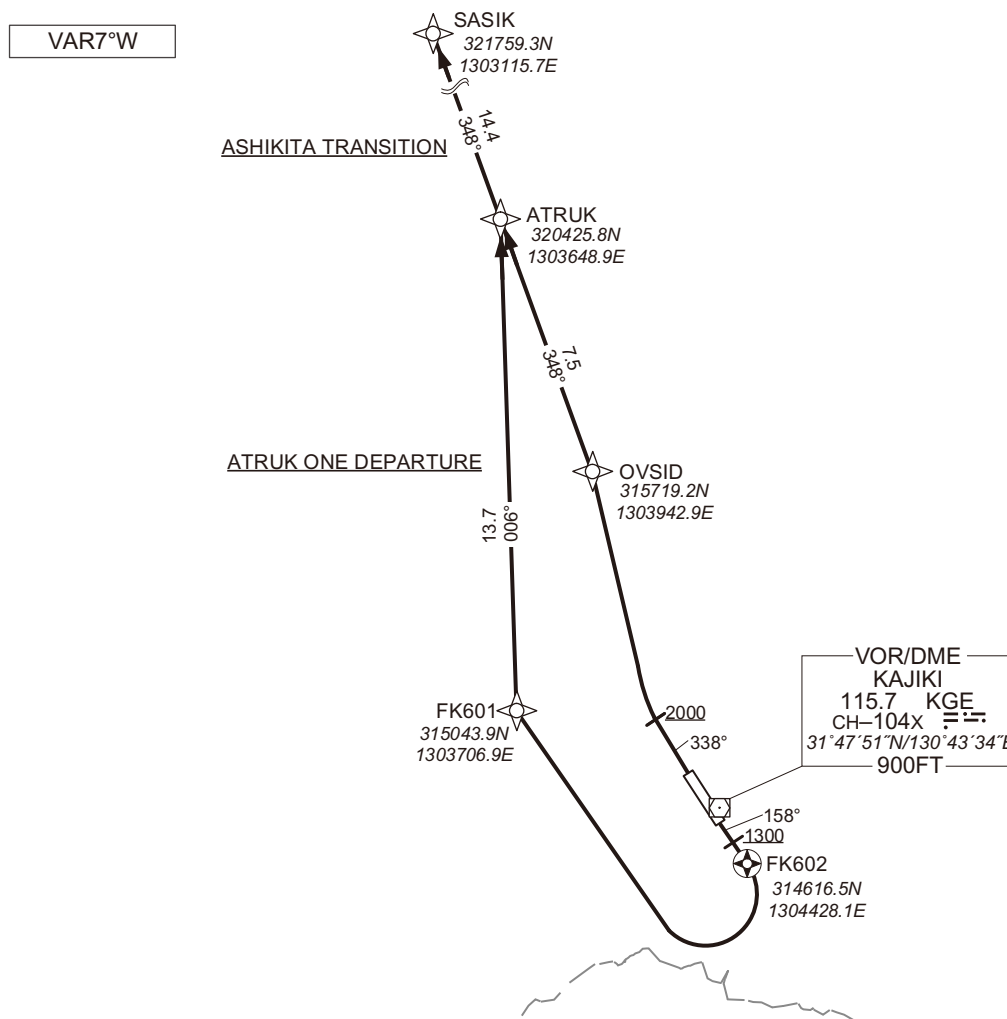 VAR7°W
SASIK
321759.3N
1303115.7E
14.4
348°
ASHIKITA TRANSITION
ATRUK
320425.8N
1303648.9E
7.5
348°
ATRUK ONE DEPARTURE
OVSID
315719.2N
1303942.9E
13.7
006°
VOR/DME
KAJIKI
115.7 KGE
CH–104X
31°47′51″N/130°43′34″E
900FT
FK601
315043.9N
1303706.9E
2000
338°
158°
1300
FK602
314616.5N
1304428.1E